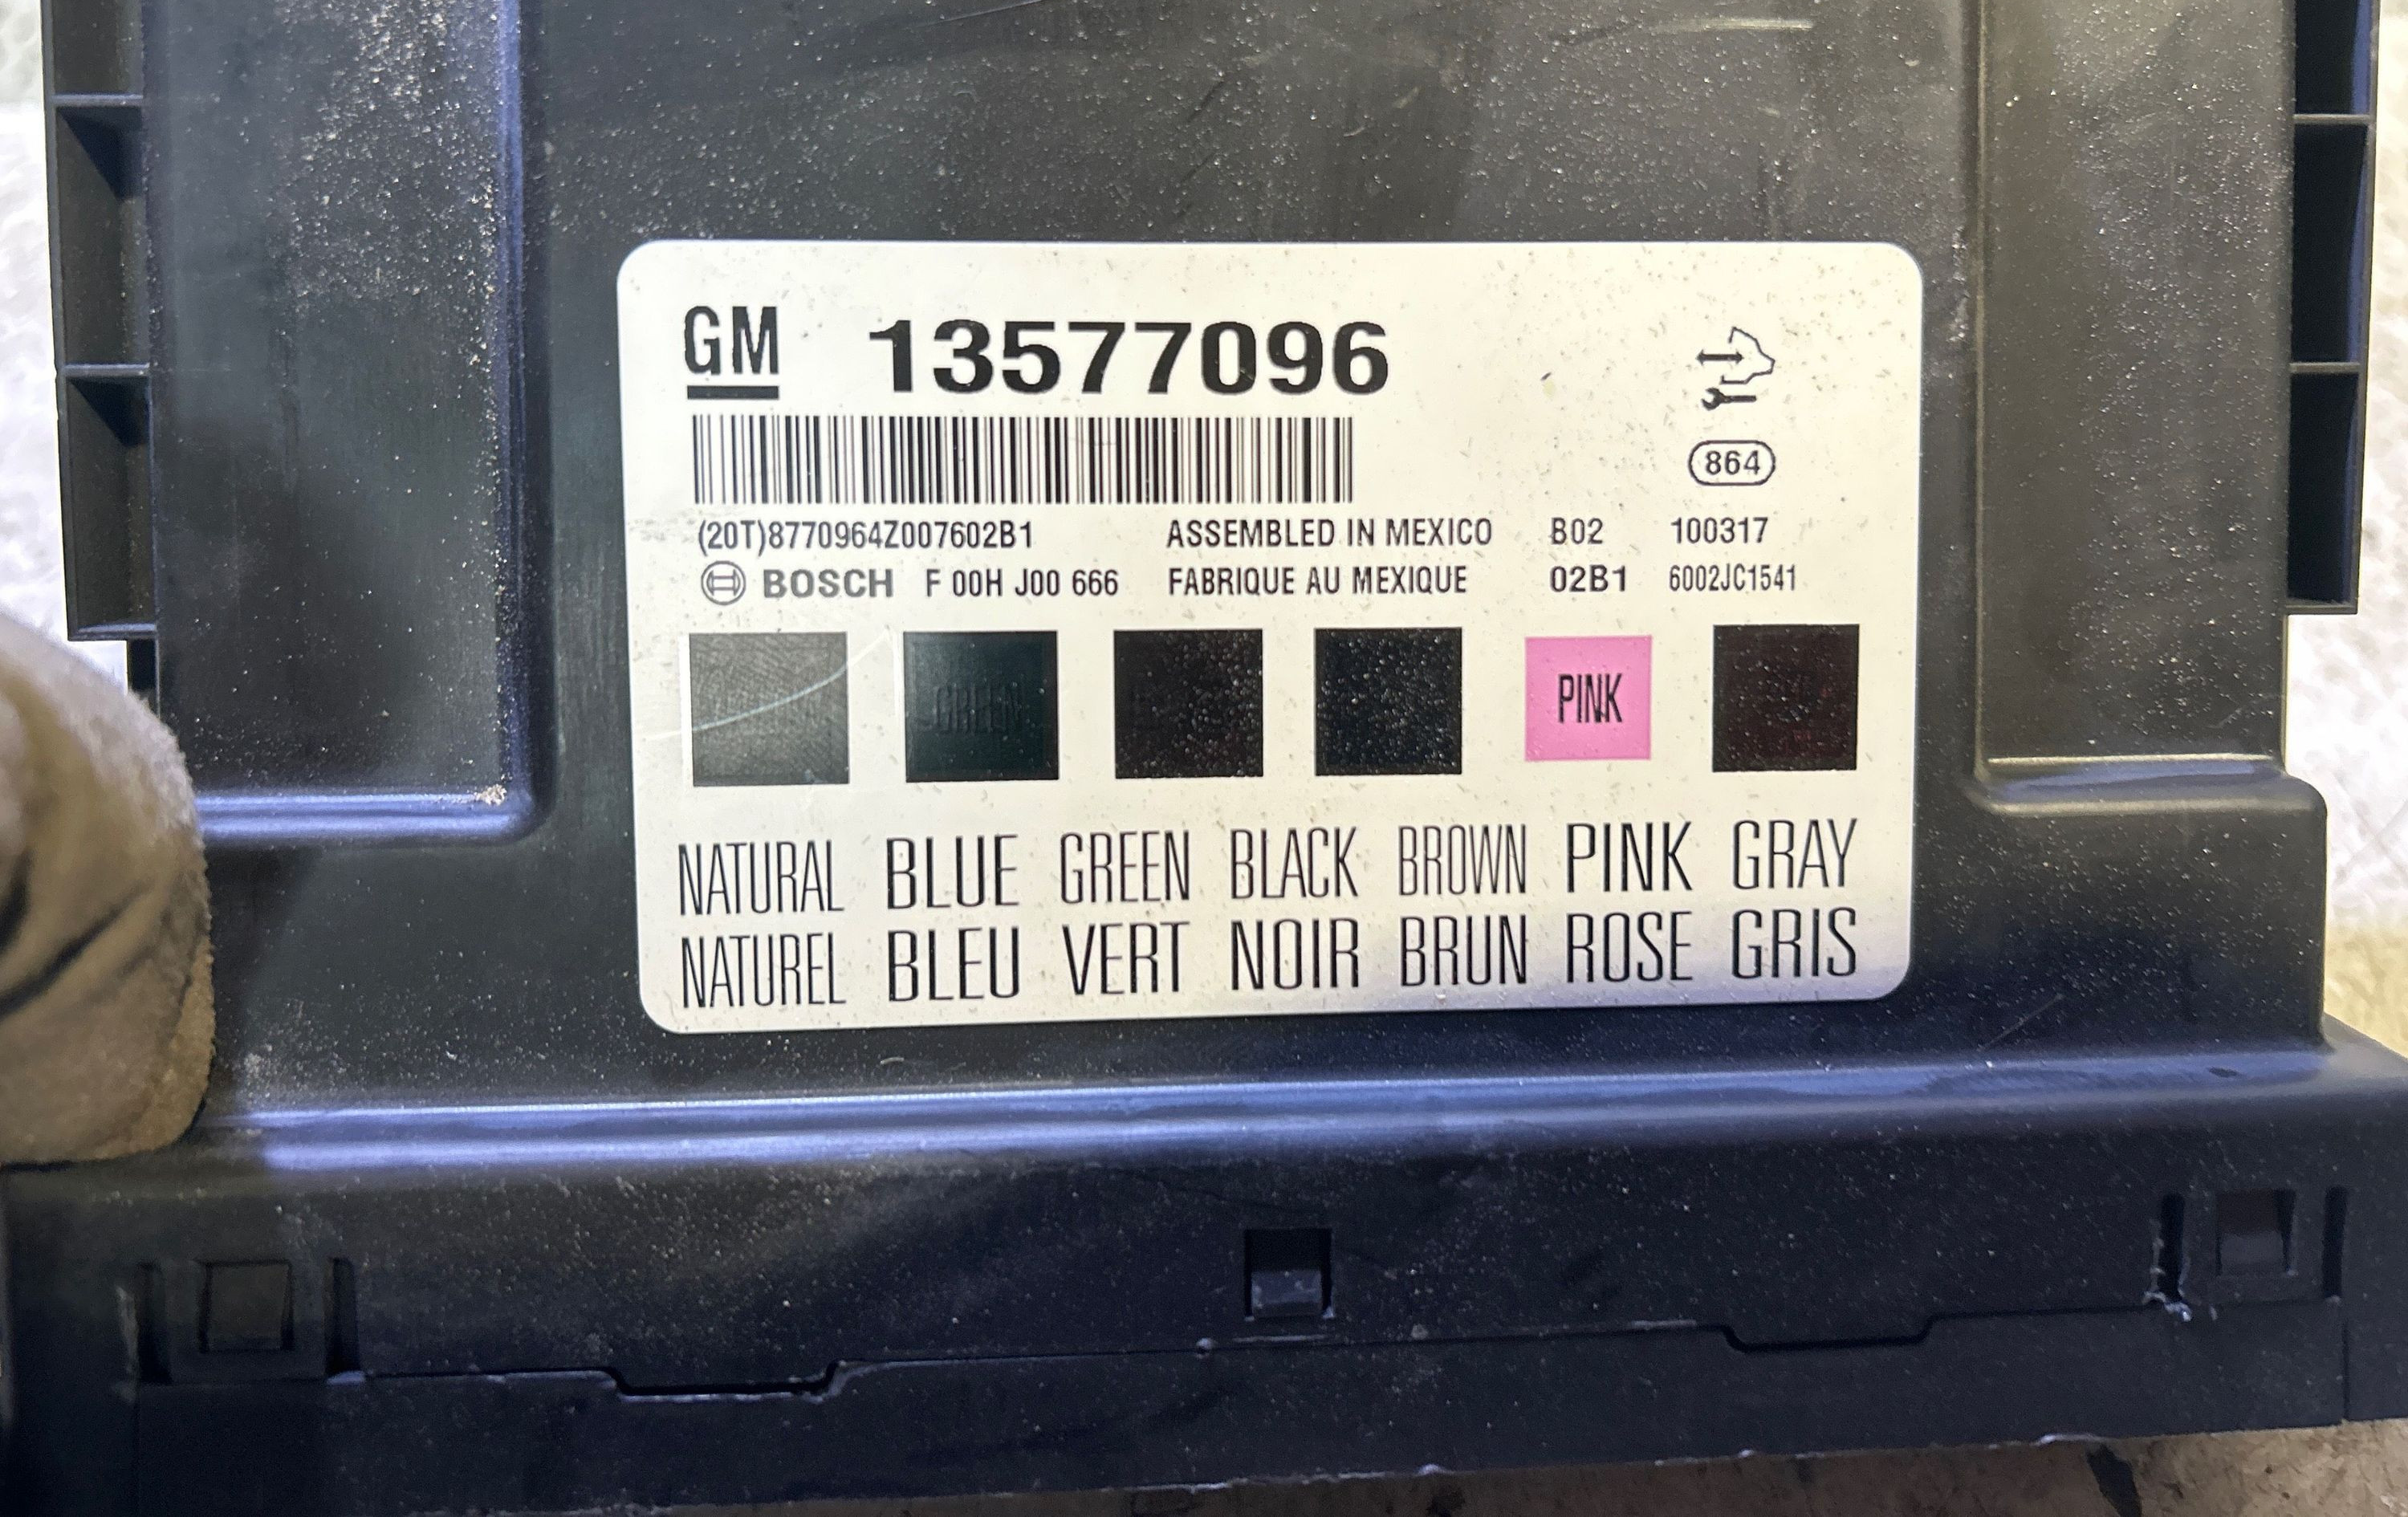 GM 13577096
864
(20T)8770964Z007602B1 ASSEMBLED IN MEXICO B02 100317
BOSCH F 00H J00 666 FABRIQUE AU MEXIQUE 02B1 6002JC1541
GREEN PINK
NATURAL BLUE GREEN BLACK BROWN PINK GRAY
NATUREL BLEU VERT NOIR BRUN ROSE GRIS